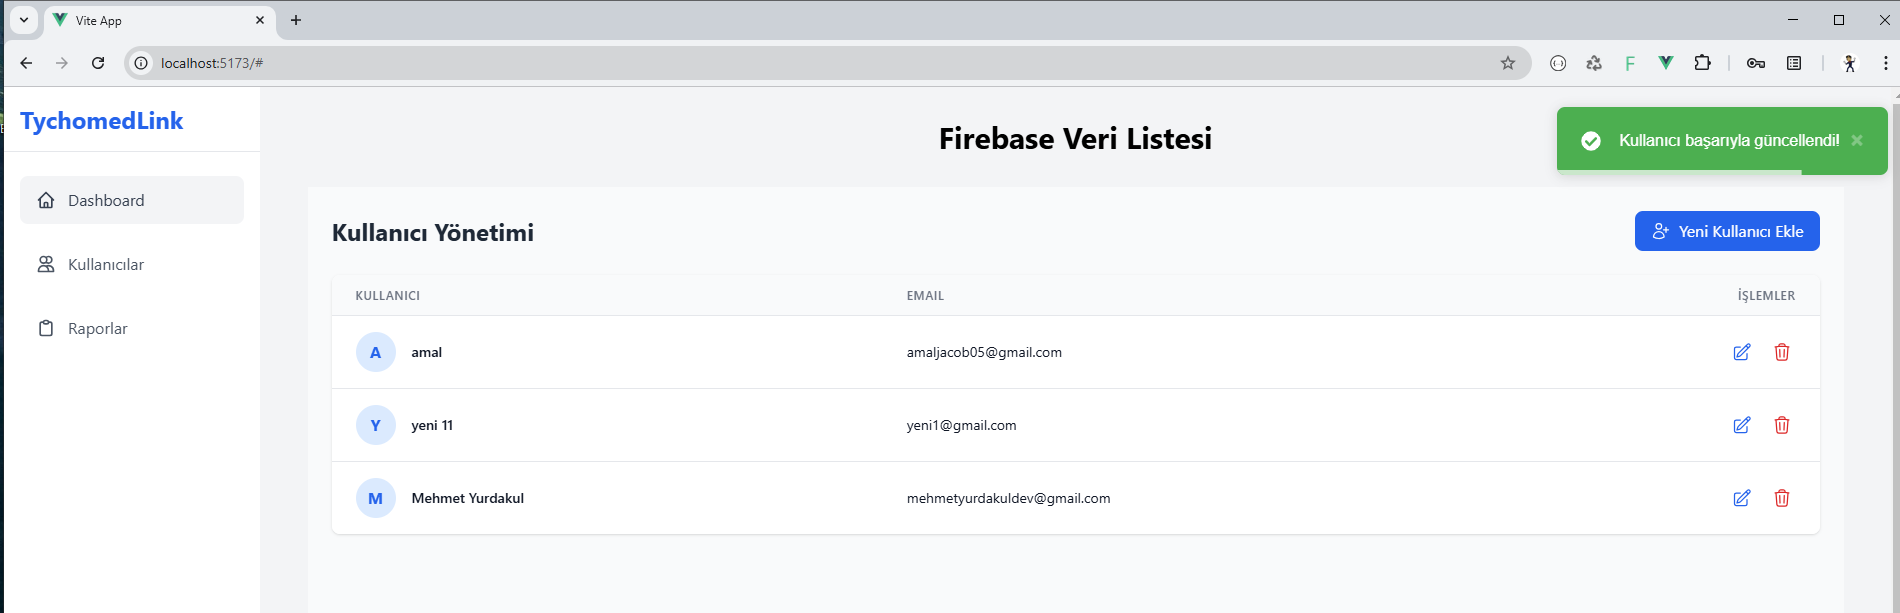 Vite App
localhost:5173/#
TychomedLink
Dashboard
Kullanıcılar
Raporlar
Firebase Veri Listesi
Kullanıcı başarıyla güncellendi!
Kullanıcı Yönetimi
Yeni Kullanıcı Ekle
KULLANICI EMAIL İŞLEMLER
A amal amaljacob05@gmail.com
Y yeni 11 yeni1@gmail.com
M Mehmet Yurdakul mehmetyurdakuldev@gmail.com